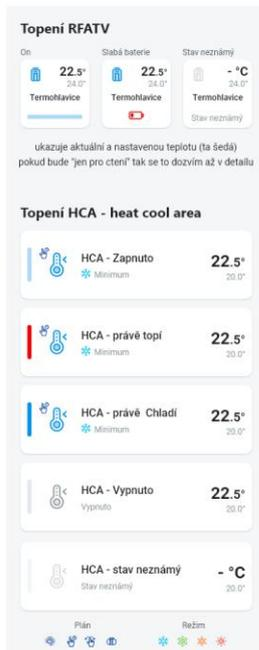 Topení RFATV
On
Slabá baterie
Stav neznámý
22.5°
24.0°
Termohlavice
22.5°
24.0°
Termohlavice
- °C
24.0°
Termohlavice
Stav neznámý
ukazuje aktuální a nastavenou teplotu (ta šedá)
pokud bude "jen pro ctení" tak se to dozvím až v detailu
Topení HCA - heat cool area
HCA - Zapnuto
Minimum
22.5°
20.0°
HCA - právě topí
Minimum
22.5°
20.0°
HCA - právě Chladí
Minimum
22.5°
20.0°
HCA - Vypnuto
Vypnuto
22.5°
20.0°
HCA - stav neznámý
Stav neznámý
- °C
20.0°
Plán
Režim